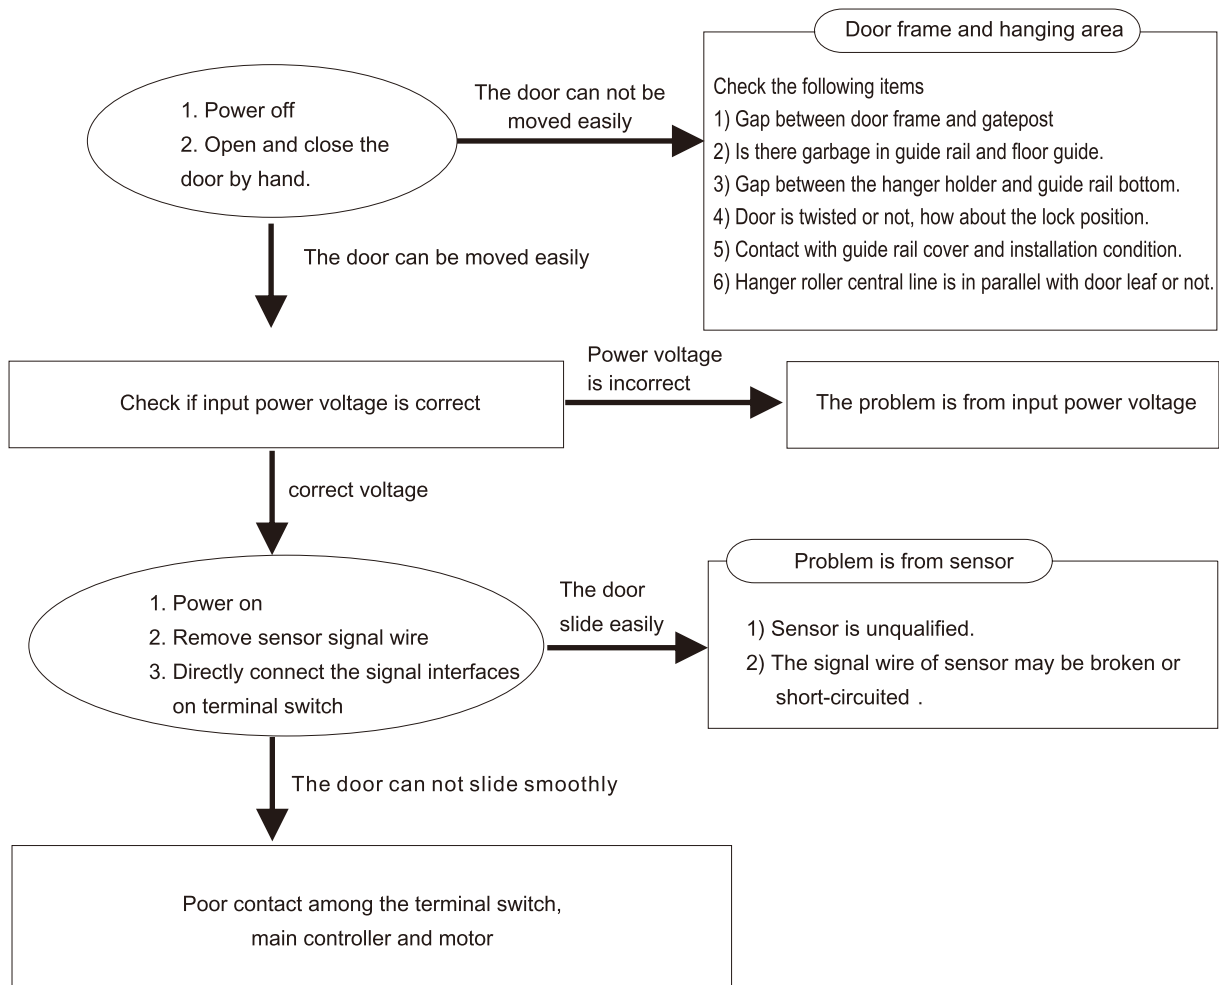 Door frame and hanging area
1. Power off
2. Open and close the
door by hand.
The door can not be
moved easily
Check the following items
1) Gap between door frame and gatepost
2) Is there garbage in guide rail and floor guide.
3) Gap between the hanger holder and guide rail bottom.
4) Door is twisted or not, how about the lock position.
5) Contact with guide rail cover and installation condition.
6) Hanger roller central line is in parallel with door leaf or not.
The door can be moved easily
Check if input power voltage is correct
Power voltage
is incorrect
The problem is from input power voltage
correct voltage
1. Power on
2. Remove sensor signal wire
3. Directly connect the signal interfaces
on terminal switch
The door
slide easily
Problem is from sensor
1) Sensor is unqualified.
2) The signal wire of sensor may be broken or
short-circuited .
The door can not slide smoothly
Poor contact among the terminal switch,
main controller and motor